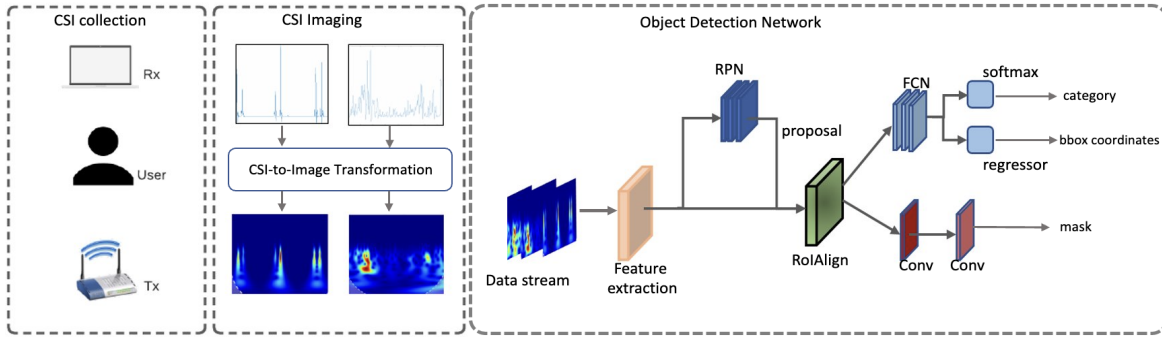 CSI collection
Rx
User
Tx
CSI Imaging
CSI-to-Image Transformation
Object Detection Network
RPN
proposal
FCN
softmax
category
bbox coordinates
regressor
Data stream
Feature
extraction
RoIAlign
Conv
Conv
mask